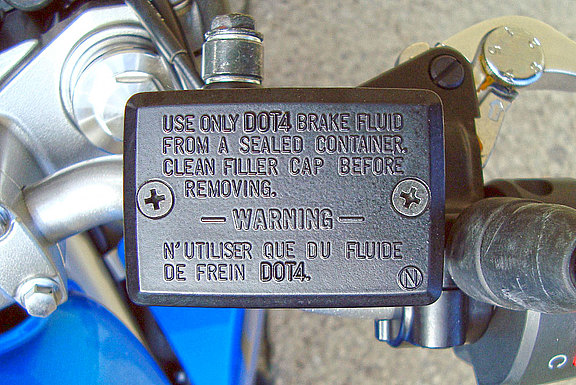 USE ONLY DOT4 BRAKE FLUID
FROM A SEALED CONTAINER.
CLEAN FILLER CAP BEFORE
REMOVING.
— WARNING —
N'UTILISER QUE DU FLUIDE
DE FREIN DOT4.
N